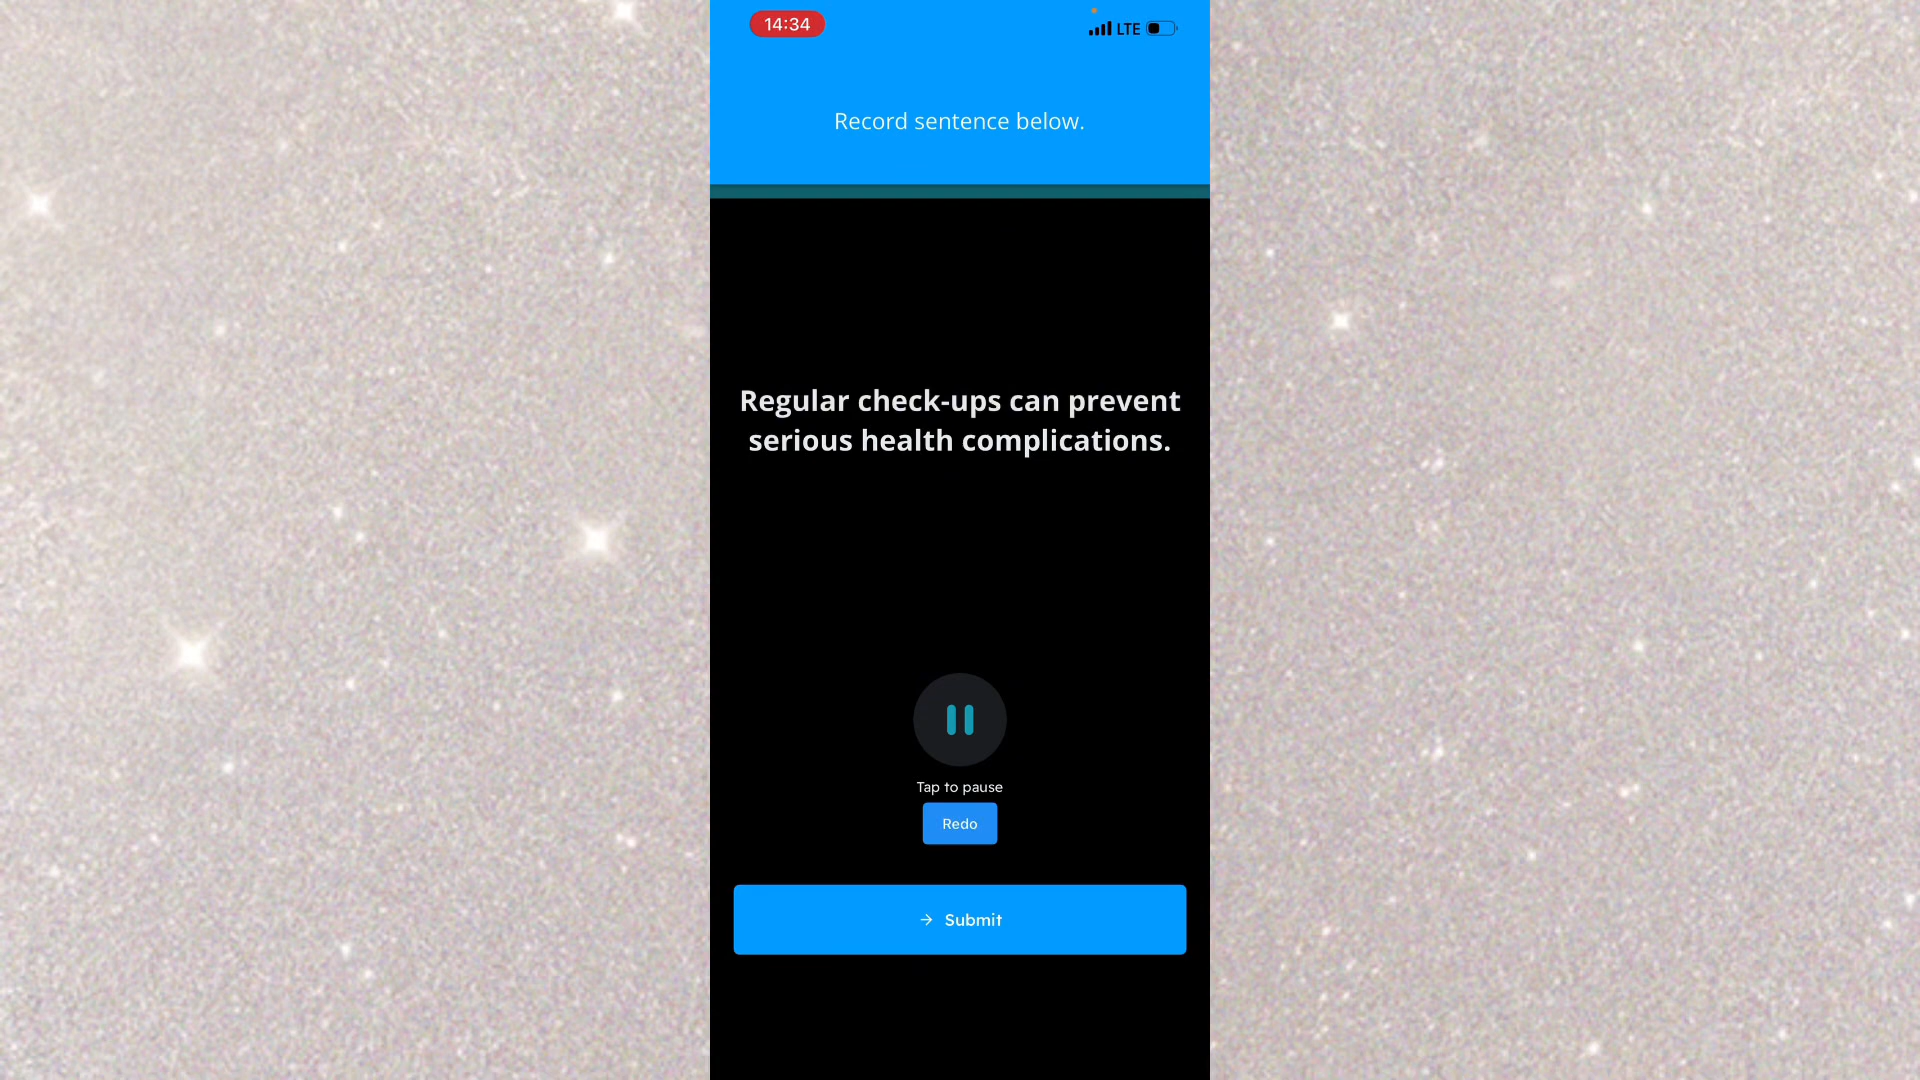 14:34
LTE
Record sentence below.
Regular check-ups can prevent
serious health complications.
Tap to pause
Redo
Submit